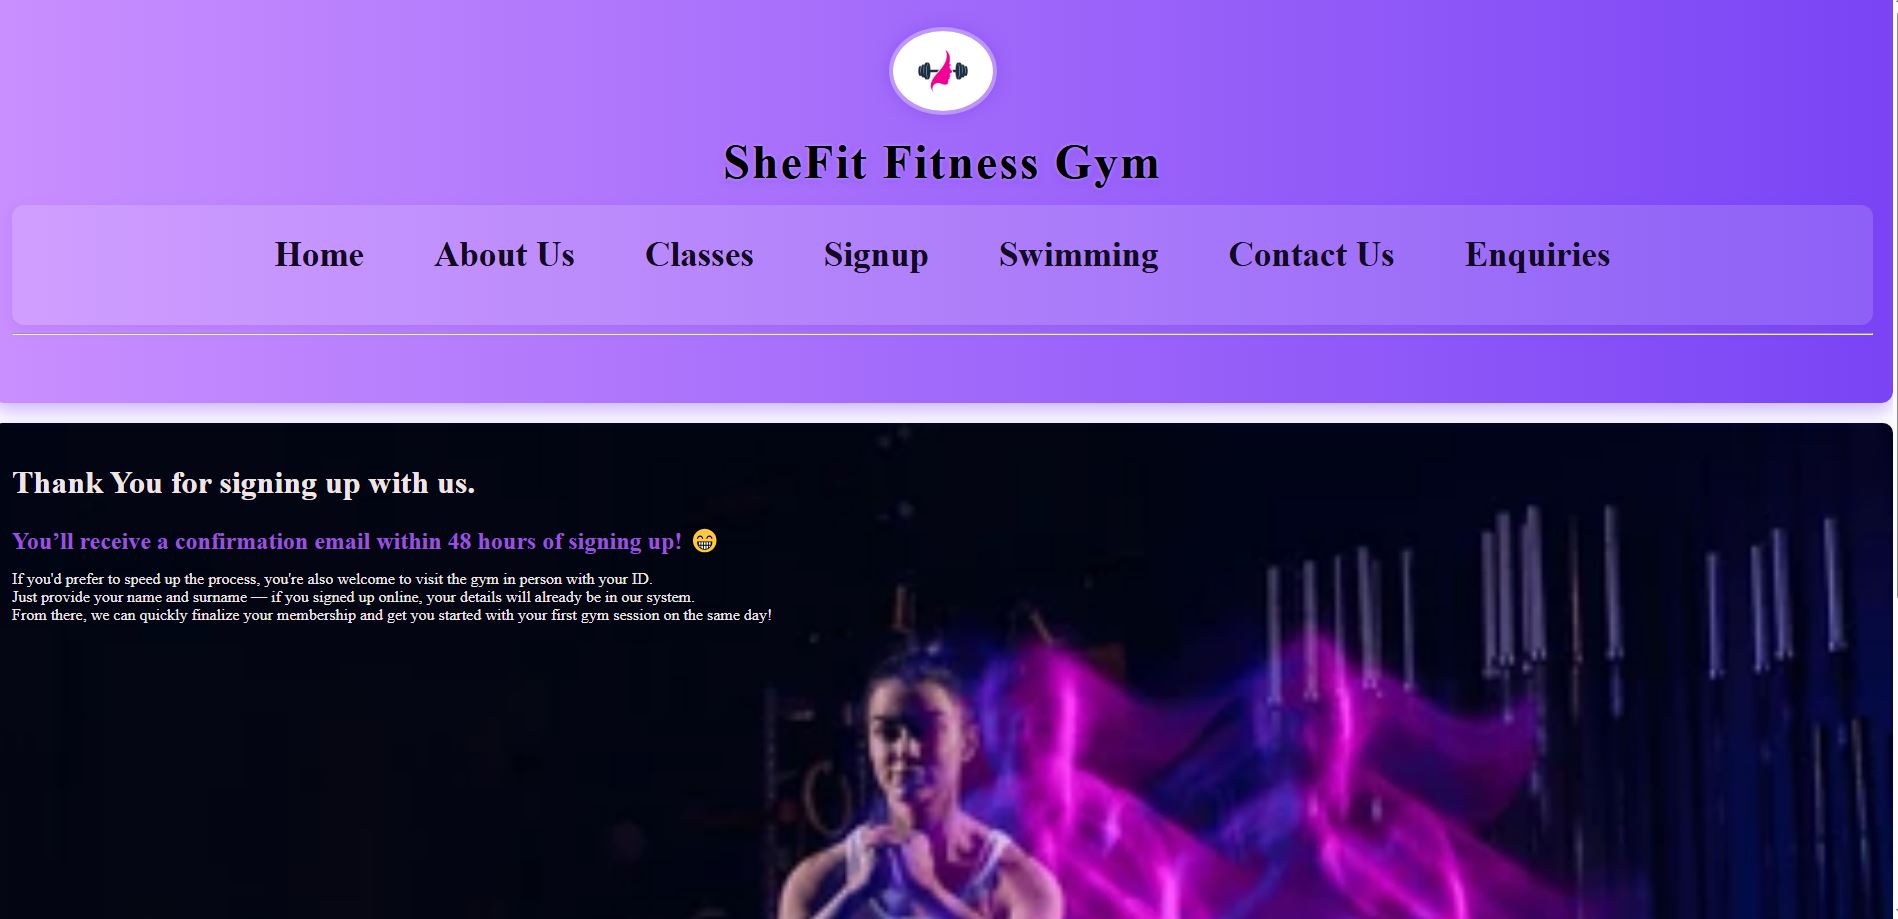 SheFit Fitness Gym
Home About Us Classes Signup Swimming Contact Us Enquiries
Thank You for signing up with us.
You’ll receive a confirmation email within 48 hours of signing up! 😁
If you'd prefer to speed up the process, you're also welcome to visit the gym in person with your ID.
Just provide your name and surname — if you signed up online, your details will already be in our system.
From there, we can quickly finalize your membership and get you started with your first gym session on the same day!